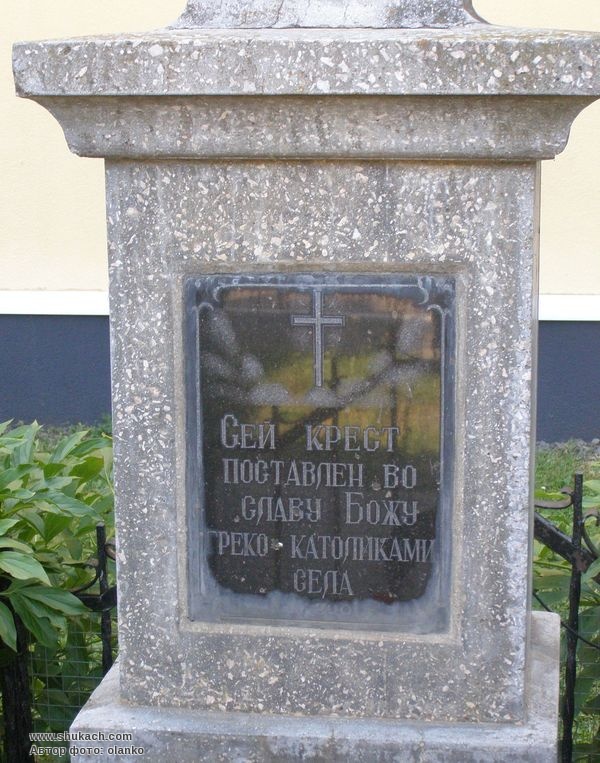 Сей крест
поставлен во
славу Божу
греко-католиками
села
www.shukach.com
Автор фото: olanko